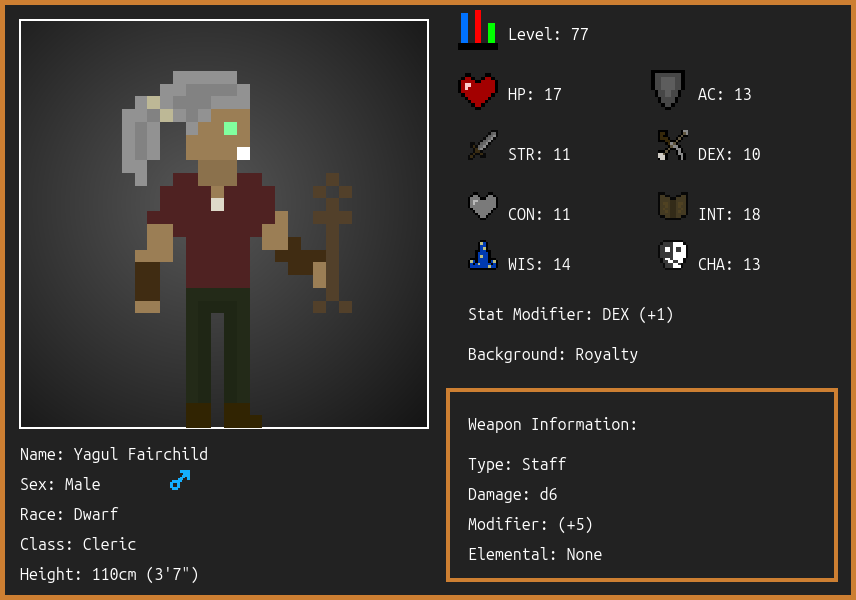 Level: 77
HP: 17
AC: 13
STR: 11
DEX: 10
CON: 11
INT: 18
WIS: 14
CHA: 13
Stat Modifier: DEX (+1)
Background: Royalty
Weapon Information:
Type: Staff
Damage: d6
Modifier: (+5)
Elemental: None
Name: Yagul Fairchild
Sex: Male
Race: Dwarf
Class: Cleric
Height: 110cm (3'7")